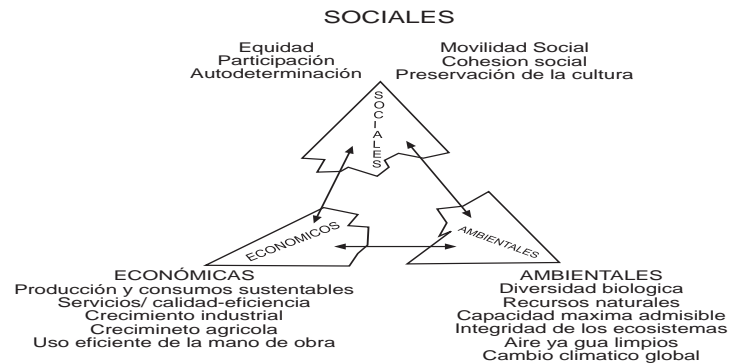 SOCIALES
Equidad
Participación
Autodeterminación
Movilidad Social
Cohesion social
Preservación de la cultura
SOCIALES
ECONOMICOS
AMBIENTALES
ECONÓMICAS
Producción y consumos sustentables
Servicios/ calidad-eficiencia
Crecimiento industrial
Crecimineto agricola
Uso eficiente de la mano de obra
AMBIENTALES
Diversidad biologica
Recursos naturales
Capacidad maxima admisible
Integridad de los ecosistemas
Aire ya gua limpios
Cambio climatico global